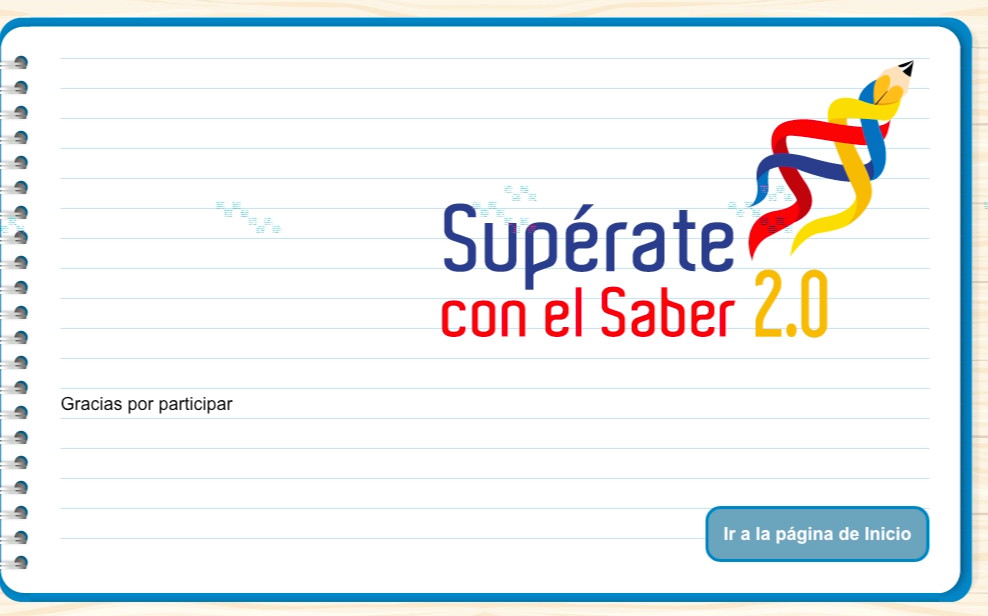 Supérate
con el Saber 2.0
Gracias por participar
Ir a la página de Inicio